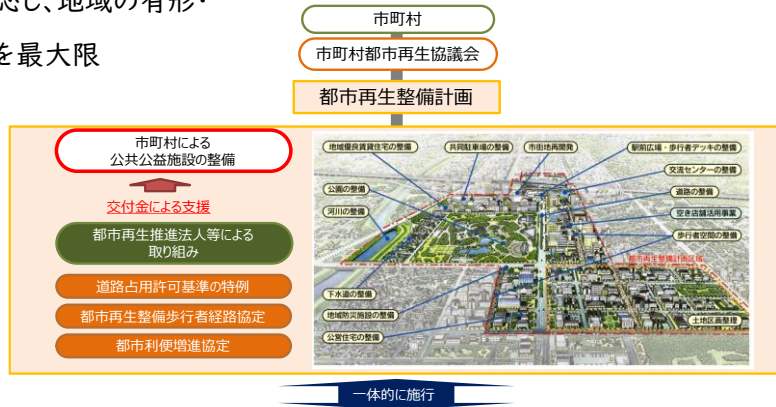 応し、地域の有形・
を最大限
市町村
市町村都市再生協議会
都市再生整備計画
市町村による
公共公益施設の整備
交付金による支援
都市再生推進法人等による
取り組み
道路占用許可基準の特例
都市再生整備歩行者経路協定
都市利便増進協定
地域優良賃貸住宅の整備
共同駐車場の整備
市街地再開発
駅前広場・歩行者デッキの整備
交流センターの整備
公園の整備
道路の整備
河川の整備
空き店舗活用事業
歩行者空間の整備
都市再生整備計画区域
下水道の整備
地域防災施設の整備
土地区画整理
公営住宅の整備
一体的に施行